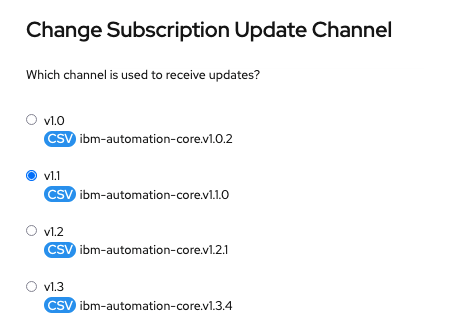 Change Subscription Update Channel
Which channel is used to receive updates?
v1.0
CSV ibm-automation-core.v1.0.2
v1.1
CSV ibm-automation-core.v1.1.0
v1.2
CSV ibm-automation-core.v1.2.1
v1.3
CSV ibm-automation-core.v1.3.4